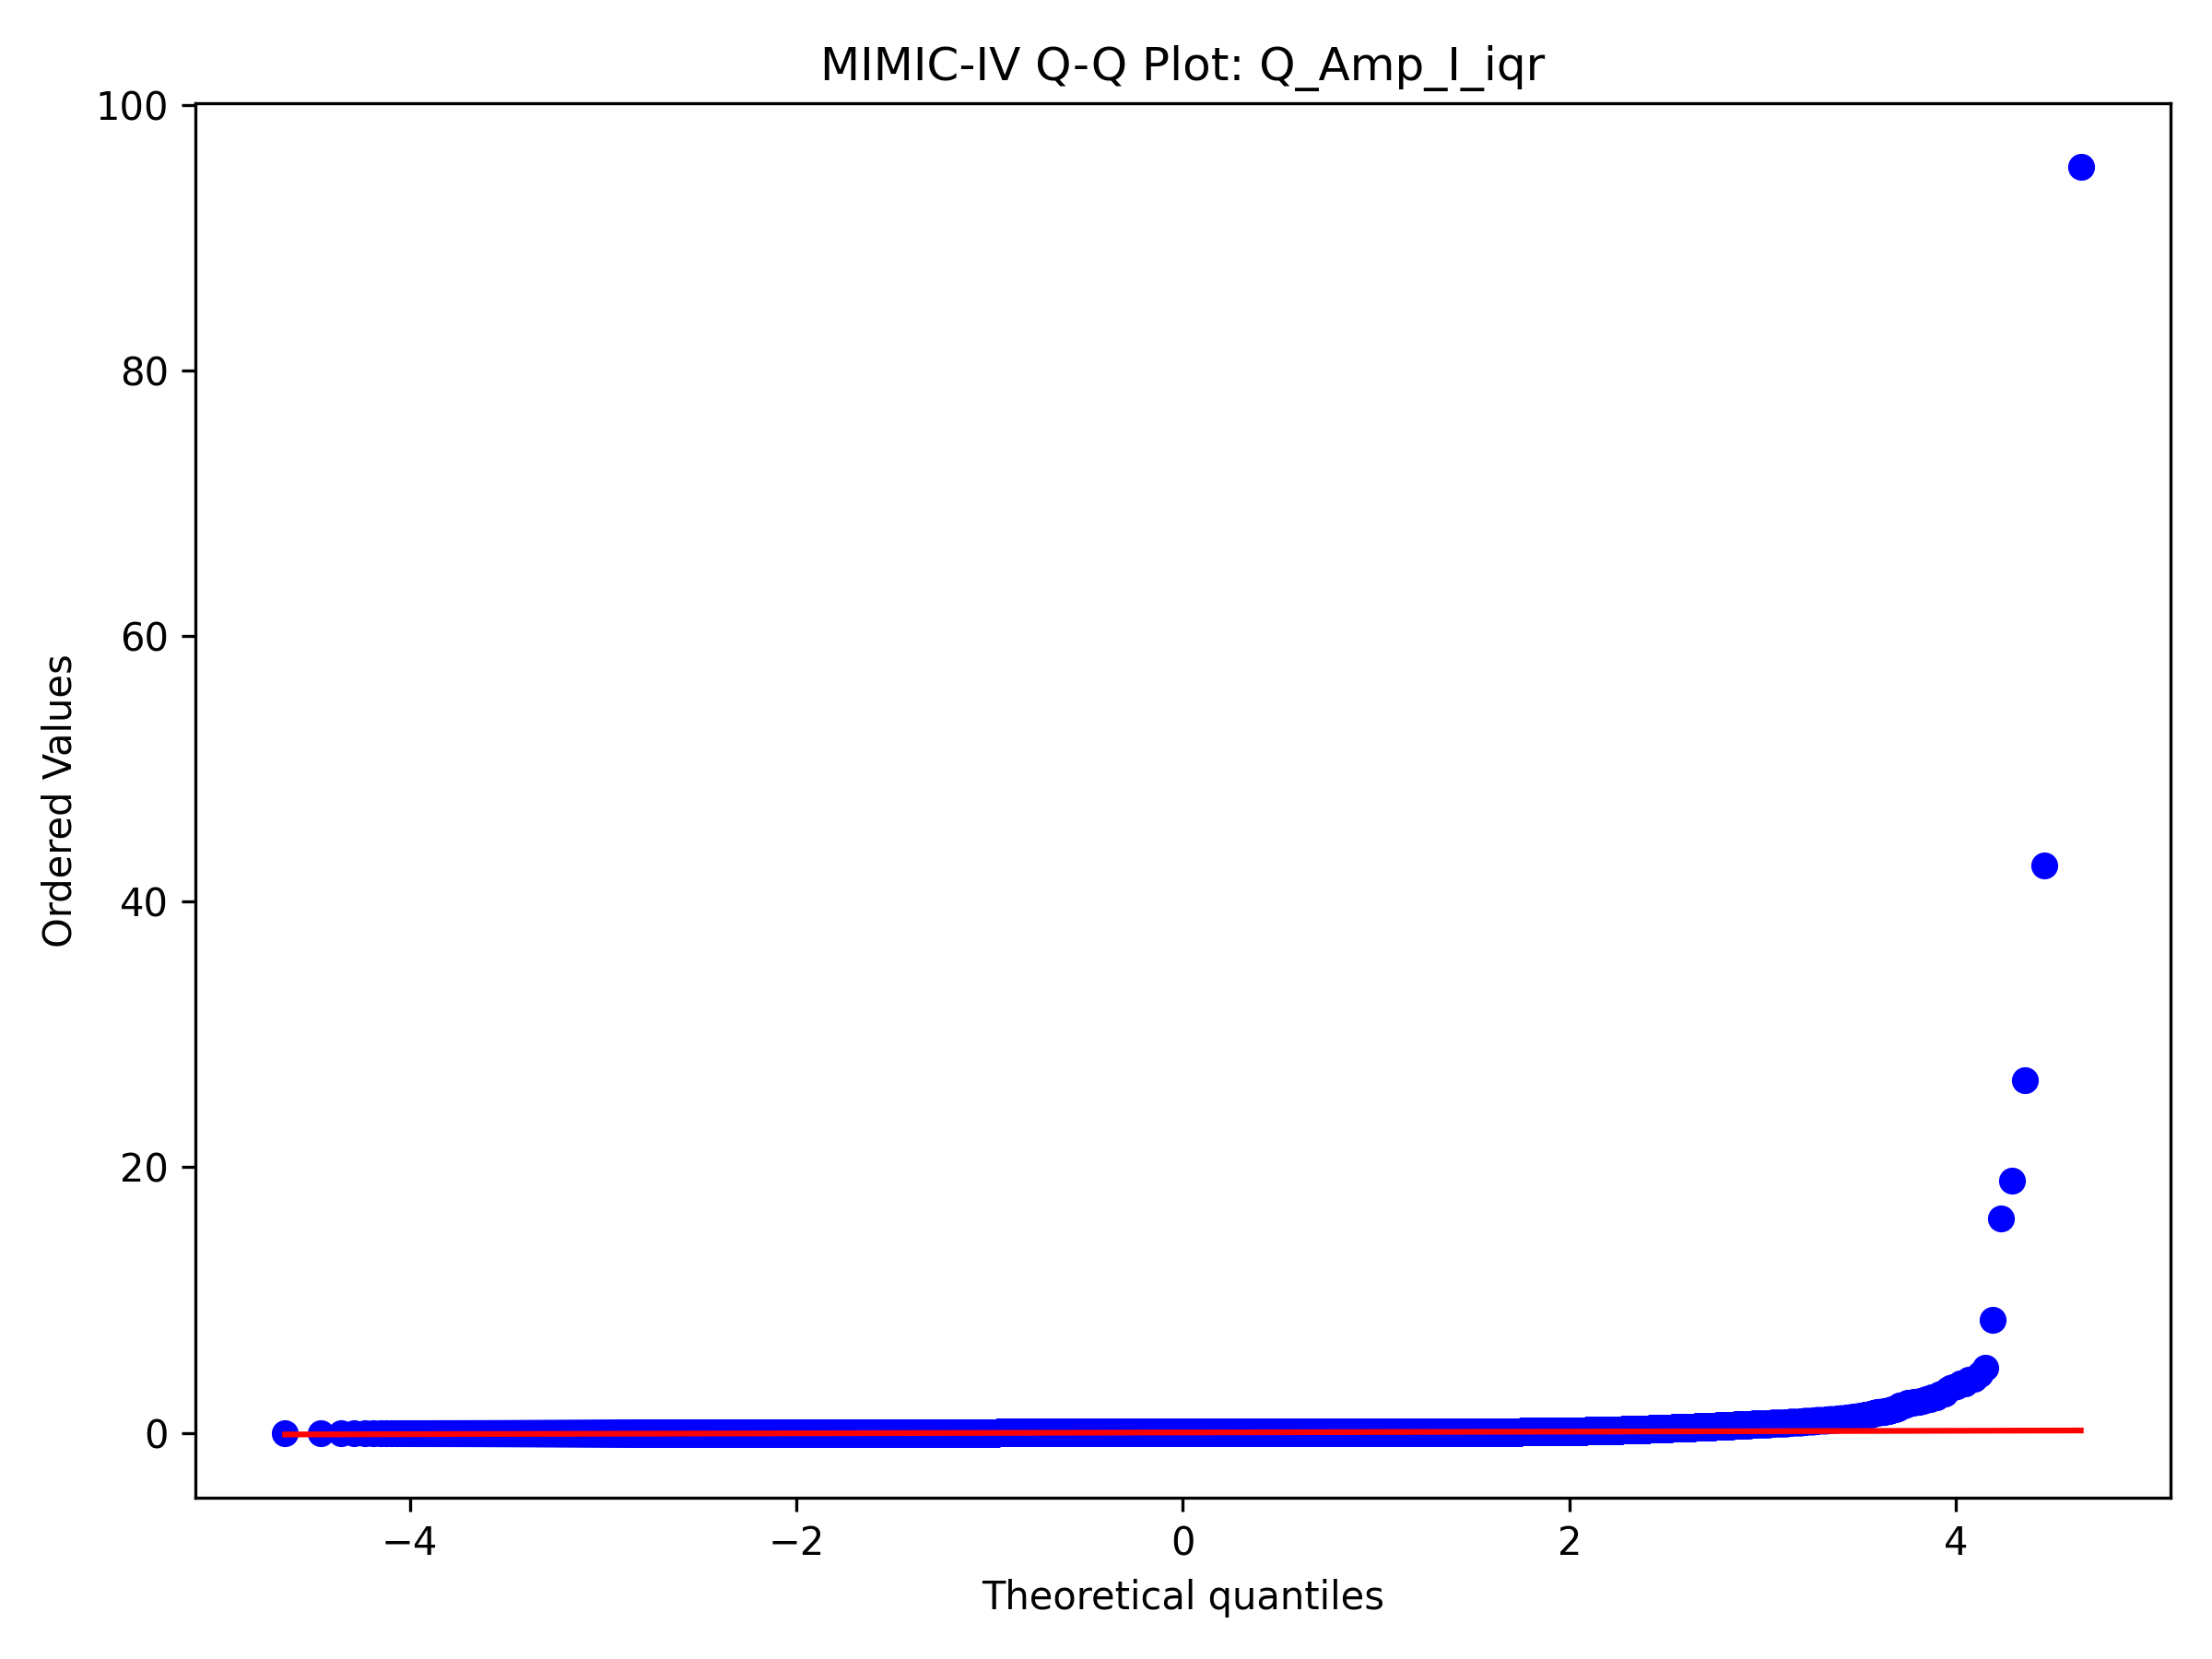 MIMIC-IV Q-Q Plot: Q_Amp_I_iqr
100
80
60
40
20
0
Ordered Values
−4 −2 0 2 4
Theoretical quantiles